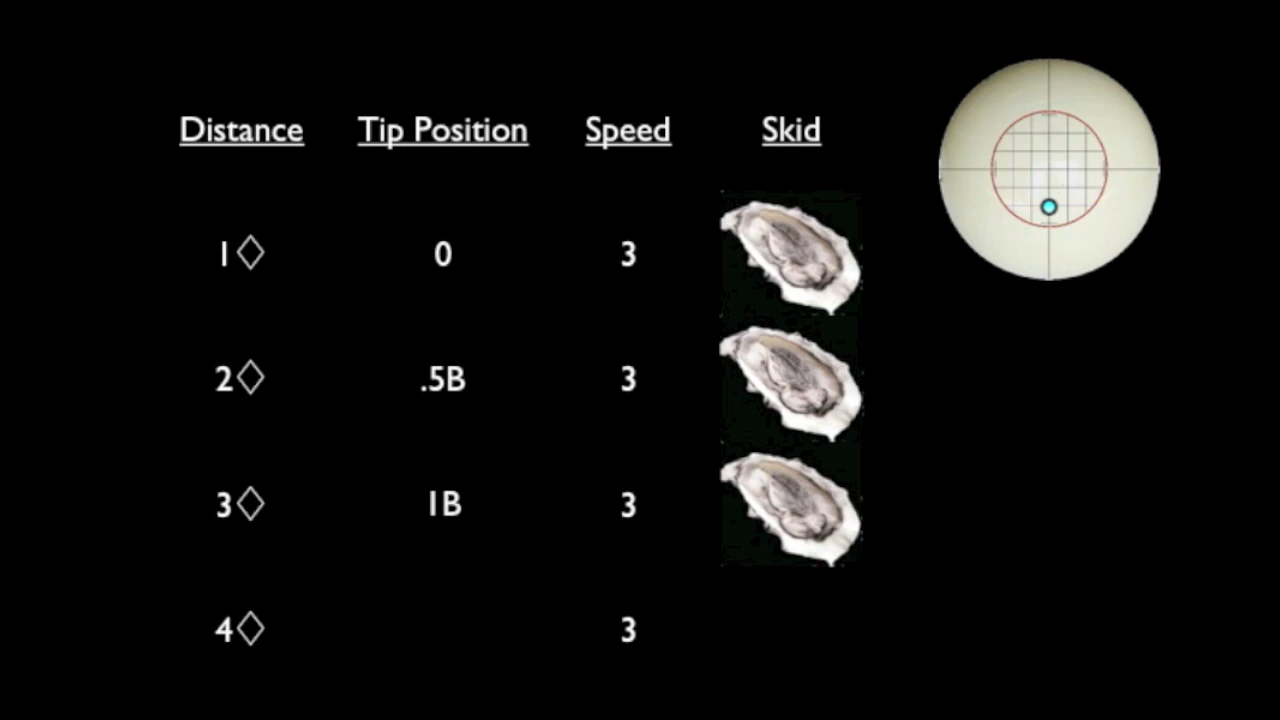 Distance Tip Position Speed Skid
1◇ 0 3
2◇ .5B 3
3◇ 1B 3
4◇ 3